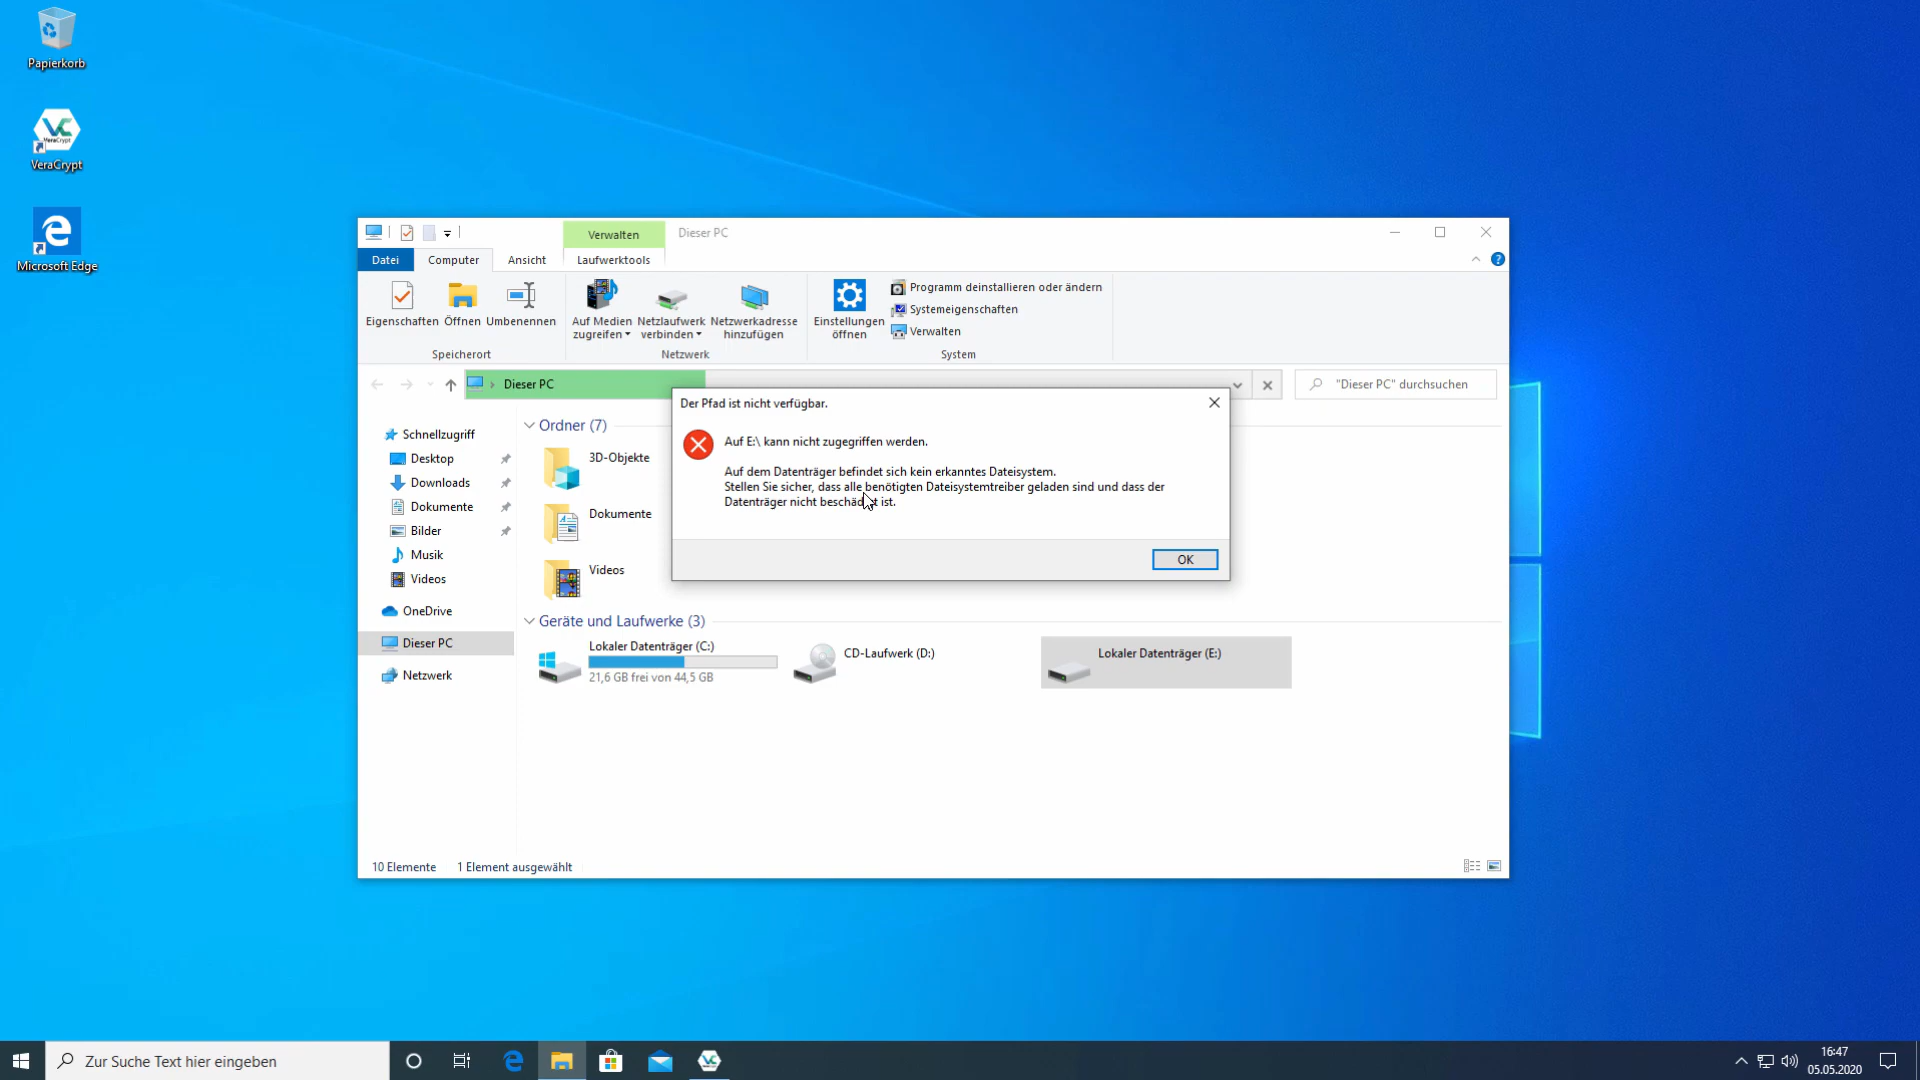 Papierkorb
VeraCrypt
VeraCrypt
Microsoft Edge
Verwalten
Dieser PC
Datei
Computer
Ansicht
Laufwerktools
Eigenschaften
Öffnen
Umbenennen
Speicherort
Auf Medien
zugreifen
Netzlaufwerk
verbinden
Netzwerkadresse
hinzufügen
Netzwerk
Einstellungen
öffnen
Programm deinstallieren oder ändern
Systemeigenschaften
Verwalten
System
Dieser PC
"Dieser PC" durchsuchen
Schnellzugriff
Desktop
Downloads
Dokumente
Bilder
Musik
Videos
OneDrive
Dieser PC
Netzwerk
Ordner (7)
3D-Objekte
Dokumente
Videos
Der Pfad ist nicht verfügbar.
Auf E:\ kann nicht zugegriffen werden.
Auf dem Datenträger befindet sich kein erkanntes Dateisystem.
Stellen Sie sicher, dass alle benötigten Dateisystemtreiber geladen sind und dass der
Datenträger nicht beschädigt ist.
OK
Geräte und Laufwerke (3)
Lokaler Datenträger (C:)
21,6 GB frei von 44,5 GB
CD-Laufwerk (D:)
Lokaler Datenträger (E:)
10 Elemente
1 Element ausgewählt
Zur Suche Text hier eingeben
16:47
05.05.2020